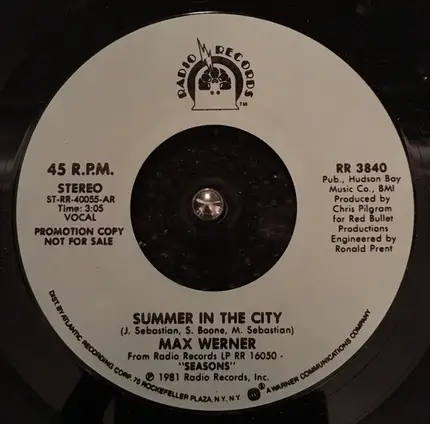 RADIO RECORDS
TM
45 R.P.M.
STEREO
ST-RR-40055-AR
Time: 3:05
VOCAL
PROMOTION COPY
NOT FOR SALE
RR 3840
Pub., Hudson Bay
Music Co., BMI
Produced by
Chris Pilgram
for Red Bullet
Productions
Engineered by
Ronald Prent
SUMMER IN THE CITY
(J. Sebastian, S. Boone, M. Sebastian)
MAX WERNER
From Radio Records LP RR 16050 -
"SEASONS"
℗ 1981 Radio Records, Inc.
DIST. BY ATLANTIC RECORDING CORP. 75 ROCKEFELLER PLAZA, N.Y. N.Y. A WARNER COMMUNICATIONS COMPANY